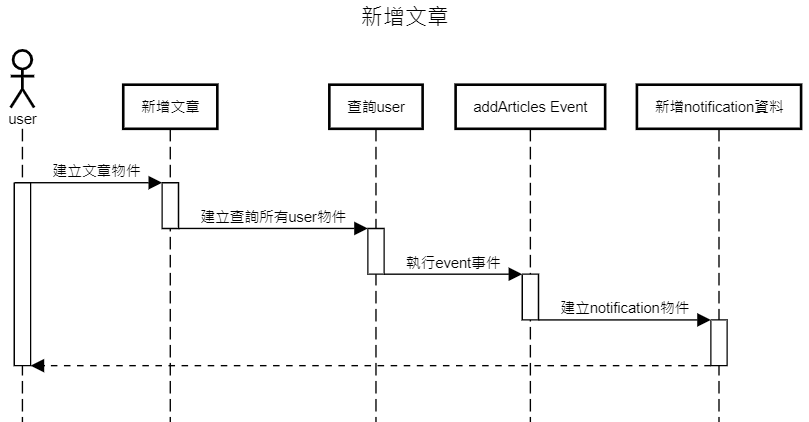 新增文章
user
新增文章
查詢user
addArticles Event
新增notification資料
建立文章物件
建立查詢所有user物件
執行event事件
建立notification物件